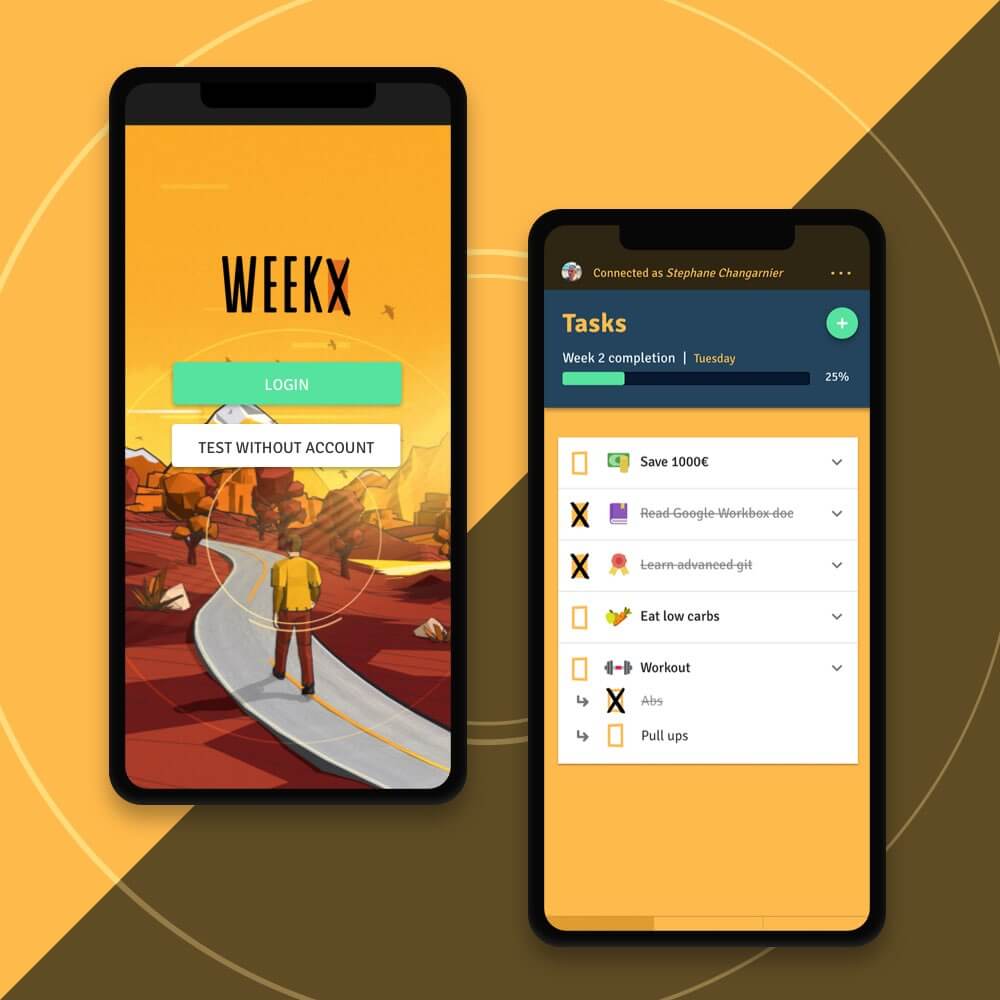 WEEKX
LOGIN
TEST WITHOUT ACCOUNT
Connected as Stephane Changarnier
Tasks
Week 2 completion | Tuesday
25%
Save 1000€
Read Google Workbox doc
Learn advanced git
Eat low carbs
Workout
Abs
Pull ups